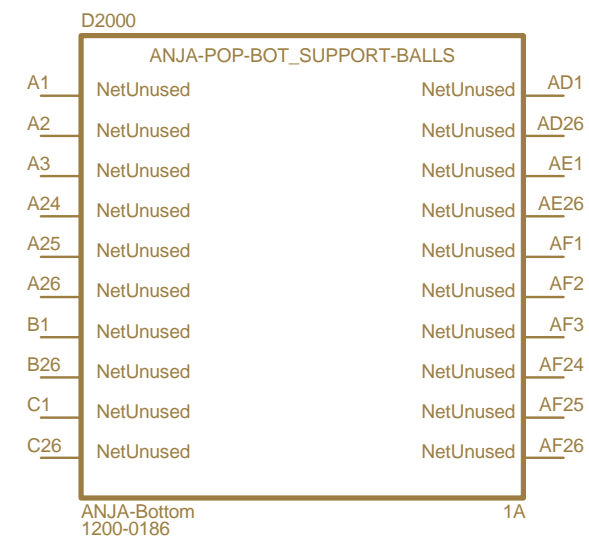 D2000
ANJA-POP-BOT_SUPPORT-BALLS
A1 NetUnused NetUnused AD1
A2 NetUnused NetUnused AD26
A3 NetUnused NetUnused AE1
A24 NetUnused NetUnused AE26
A25 NetUnused NetUnused AF1
A26 NetUnused NetUnused AF2
B1 NetUnused NetUnused AF3
B26 NetUnused NetUnused AF24
C1 NetUnused NetUnused AF25
C26 NetUnused NetUnused AF26
ANJA-Bottom 1A
1200-0186